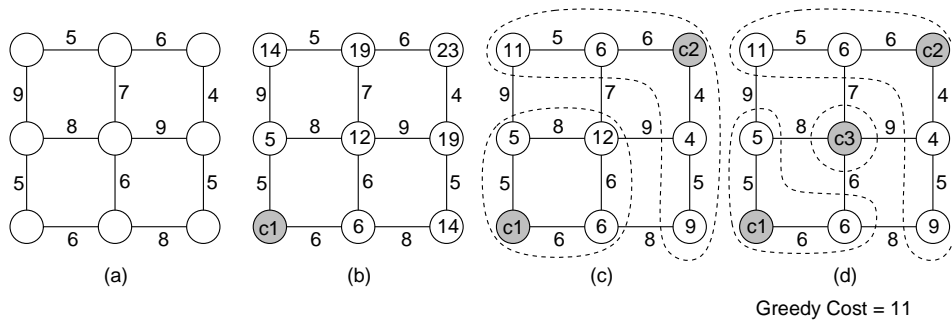 5 6 5 6 5 6 5 6
14 19 23 11 6 c2 11 6 c2
9 7 4 9 7 4 9 7 4 9 7 4
8 9 5 8 12 9 19 5 8 12 9 4 5 8 c3 9 4
5 6 5 5 6 5 5 6 5 5 6 5
c1 6 14 c1 6 9 c1 6 9
6 8 6 8 6 8 6 8
(a) (b) (c) (d)
Greedy Cost = 11